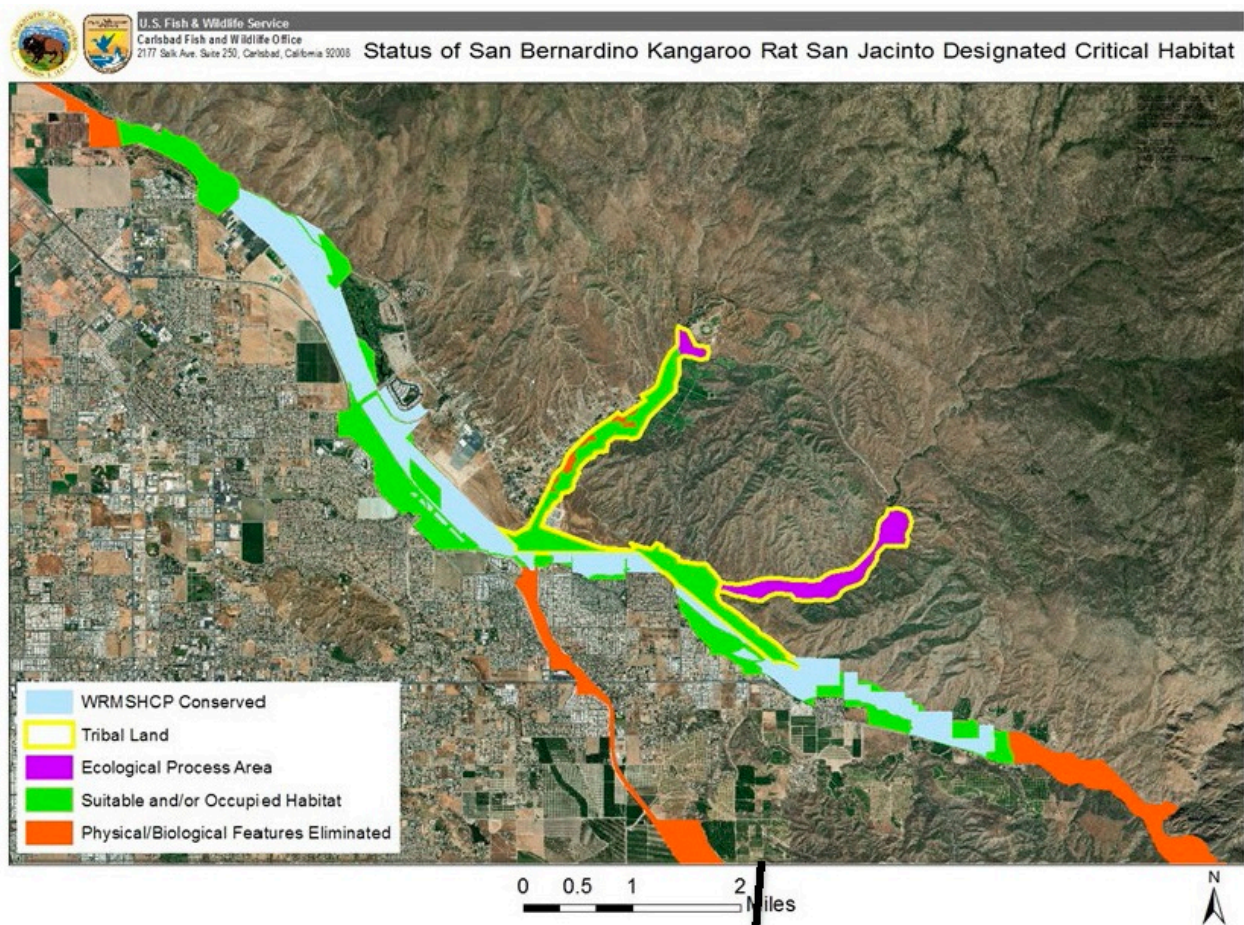 U.S. Fish & Wildlife Service
Carlsbad Fish and Wildlife Office
2177 Salk Ave. Suite 250, Carlsbad, California 92008
Status of San Bernardino Kangaroo Rat San Jacinto Designated Critical Habitat
WRMSHCP Conserved
Tribal Land
Ecological Process Area
Suitable and/or Occupied Habitat
Physical/Biological Features Eliminated
0 0.5 1 2
Miles
N